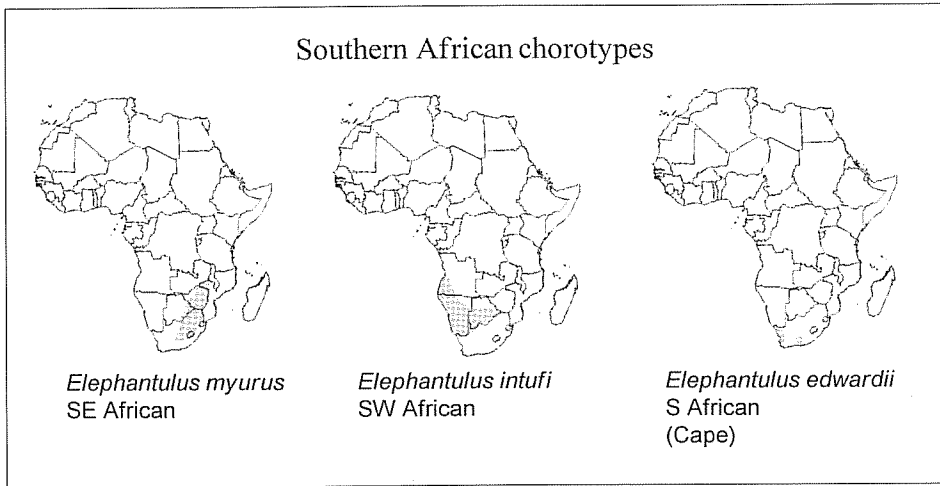 Southern African chorotypes
Elephantulus myurus
SE African
Elephantulus intufi
SW African
Elephantulus edwardii
S African
(Cape)